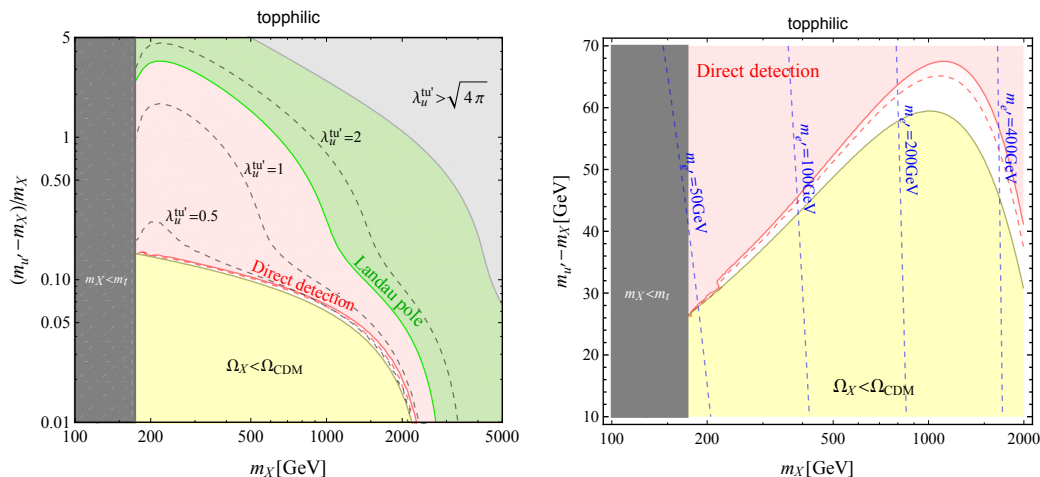 topphilic
(m_{u'}-m_X)/m_X
5
1
0.50
0.10
0.05
0.01
λ_u^{tu'}>√4π
λ_u^{tu'}=2
λ_u^{tu'}=1
λ_u^{tu'}=0.5
m_X<m_t
Direct detection
Landau pole
Ω_X<Ω_CDM
100 200 500 1000 2000 5000
m_X[GeV]
topphilic
m_{u'}-m_X[GeV]
70
60
50
40
30
20
10
Direct detection
m_{e'}=50GeV
m_{e'}=100GeV
m_{e'}=200GeV
m_{e'}=400GeV
m_X<m_t
Ω_X<Ω_CDM
100 200 500 1000 2000
m_X[GeV]